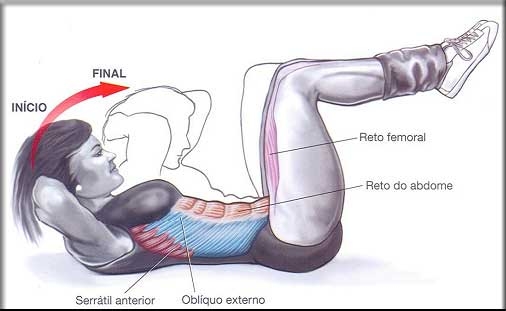 FINAL
INÍCIO
Reto femoral
Reto do abdome
Serrátil anterior
Oblíquo externo